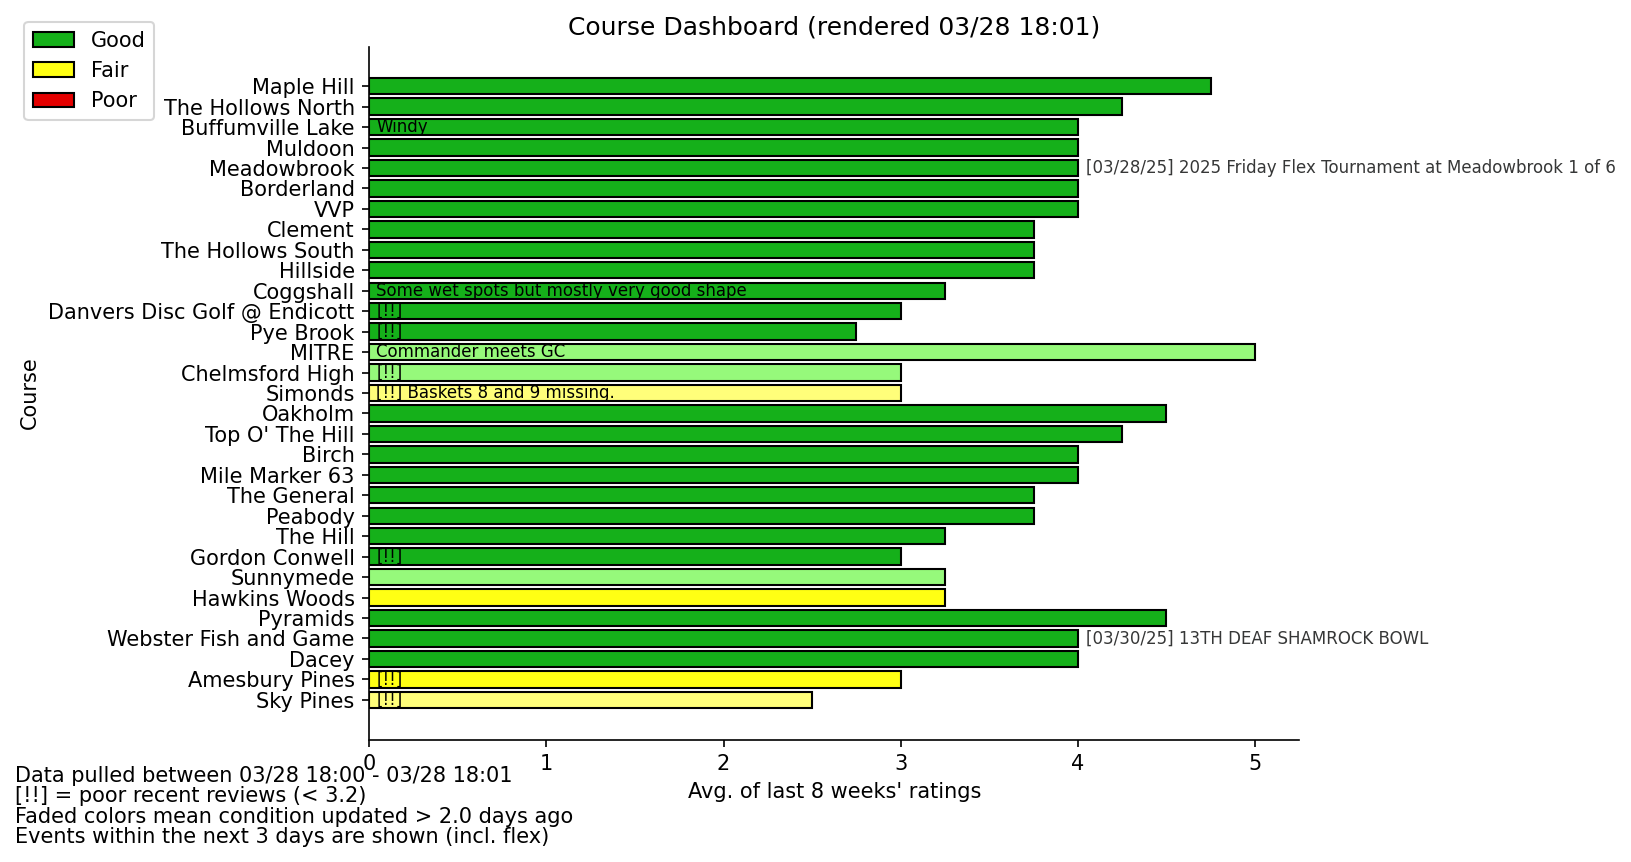 Course Dashboard (rendered 03/28 18:01)
Good
Fair
Poor
Maple Hill
The Hollows North
Buffumville Lake Windy
Muldoon
Meadowbrook [03/28/25] 2025 Friday Flex Tournament at Meadowbrook 1 of 6
Borderland
VVP
Clement
The Hollows South
Hillside
Coggshall Some wet spots but mostly very good shape
Danvers Disc Golf @ Endicott [!!]
Pye Brook [!!]
MITRE Commander meets GC
Chelmsford High [!!]
Simonds [!!] Baskets 8 and 9 missing.
Oakholm
Top O' The Hill
Birch
Mile Marker 63
The General
Peabody
The Hill
Gordon Conwell [!!]
Sunnymede
Hawkins Woods
Pyramids
Webster Fish and Game [03/30/25] 13TH DEAF SHAMROCK BOWL
Dacey
Amesbury Pines [!!]
Sky Pines [!!]
Course
0 1 2 3 4 5
Avg. of last 8 weeks' ratings
Data pulled between 03/28 18:00 - 03/28 18:01
[!!] = poor recent reviews (< 3.2)
Faded colors mean condition updated > 2.0 days ago
Events within the next 3 days are shown (incl. flex)